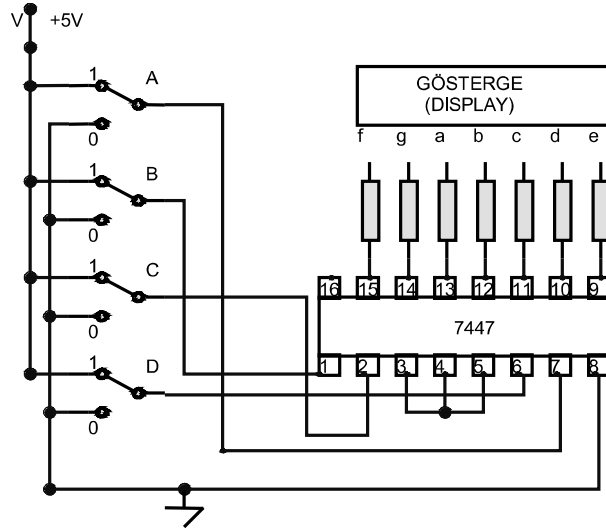 V +5V
1 A
0
1 B
0
1 C
0
1 D
0
GÖSTERGE
(DISPLAY)
f g a b c d e
16 15 14 13 12 11 10 9
7447
1 2 3 4 5 6 7 8